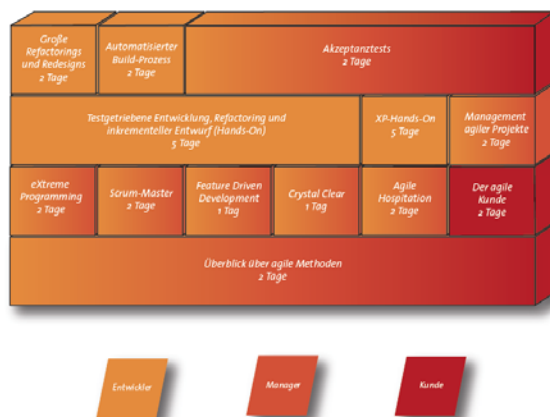 Große
Refactorings
und Redesigns
2 Tage
Automatisierter
Build-Prozess
2 Tage
Akzeptanztests
2 Tage
Testgetriebene Entwicklung, Refactoring und
inkrementeller Entwurf (Hands-On)
5 Tage
XP-Hands-On
5 Tage
Management
agiler Projekte
2 Tage
eXtreme
Programming
2 Tage
Scrum-Master
2 Tage
Feature Driven
Development
1 Tag
Crystal Clear
1 Tag
Agile
Hospitation
2 Tage
Der agile
Kunde
2 Tage
Überblick über agile Methoden
2 Tage
Entwickler
Manager
Kunde